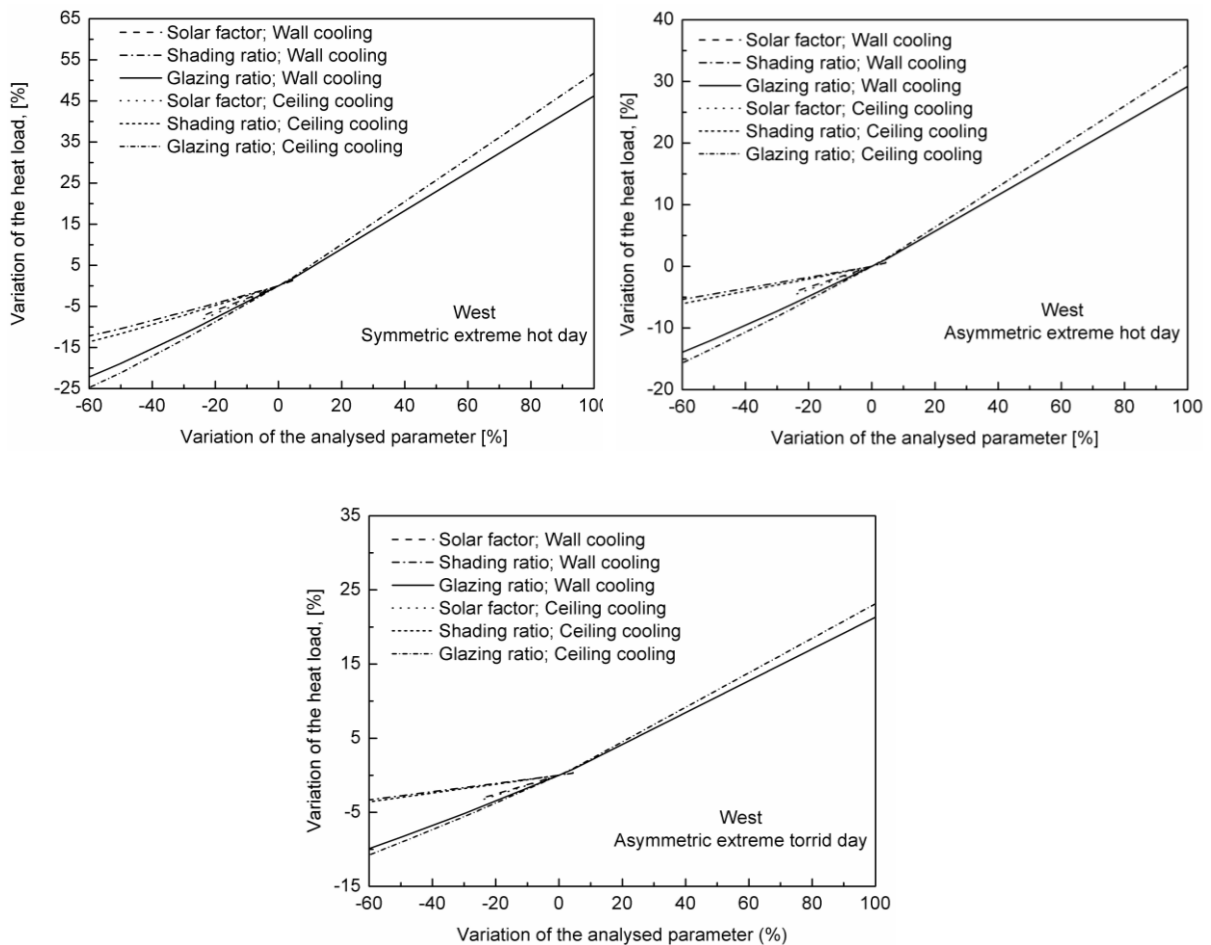 65
55
45
35
25
15
5
-5
-15
-25
Variation of the heat load, [%]
Solar factor; Wall cooling
Shading ratio; Wall cooling
Glazing ratio; Wall cooling
Solar factor; Ceiling cooling
Shading ratio; Ceiling cooling
Glazing ratio; Ceiling cooling
West
Symmetric extreme hot day
-60 -40 -20 0 20 40 60 80 100
Variation of the analysed parameter [%]
40
30
20
10
0
-10
-20
Variation of the heat load, [%]
Solar factor; Wall cooling
Shading ratio; Wall cooling
Glazing ratio; Wall cooling
Solar factor; Ceiling cooling
Shading ratio; Ceiling cooling
Glazing ratio; Ceiling cooling
West
Asymmetric extreme hot day
-60 -40 -20 0 20 40 60 80 100
Variation of the analysed parameter [%]
35
25
15
5
-5
-15
Variation of the heat load, [%]
Solar factor; Wall cooling
Shading ratio; Wall cooling
Glazing ratio; Wall cooling
Solar factor; Ceiling cooling
Shading ratio; Ceiling cooling
Glazing ratio; Ceiling cooling
West
Asymmetric extreme torrid day
-60 -40 -20 0 20 40 60 80 100
Variation of the analysed parameter (%)